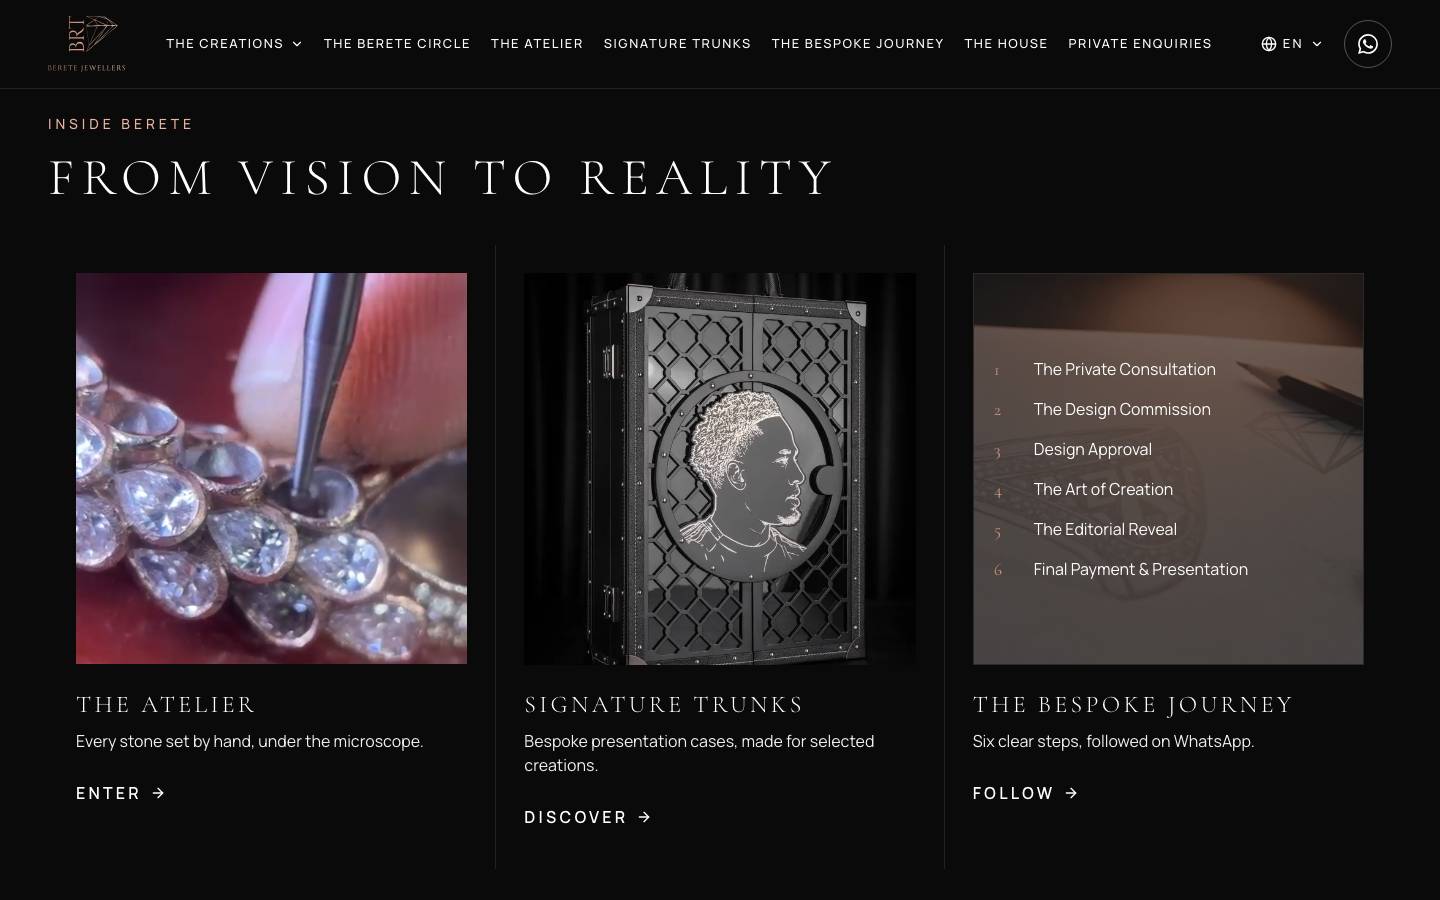 BRT
BERETE JEWELLERS
THE CREATIONS
THE BERETE CIRCLE
THE ATELIER
SIGNATURE TRUNKS
THE BESPOKE JOURNEY
THE HOUSE
PRIVATE ENQUIRIES
EN
INSIDE BERETE
FROM VISION TO REALITY
1 The Private Consultation
2 The Design Commission
3 Design Approval
4 The Art of Creation
5 The Editorial Reveal
6 Final Payment & Presentation
THE ATELIER
Every stone set by hand, under the microscope.
ENTER →
SIGNATURE TRUNKS
Bespoke presentation cases, made for selected
creations.
DISCOVER →
THE BESPOKE JOURNEY
Six clear steps, followed on WhatsApp.
FOLLOW →